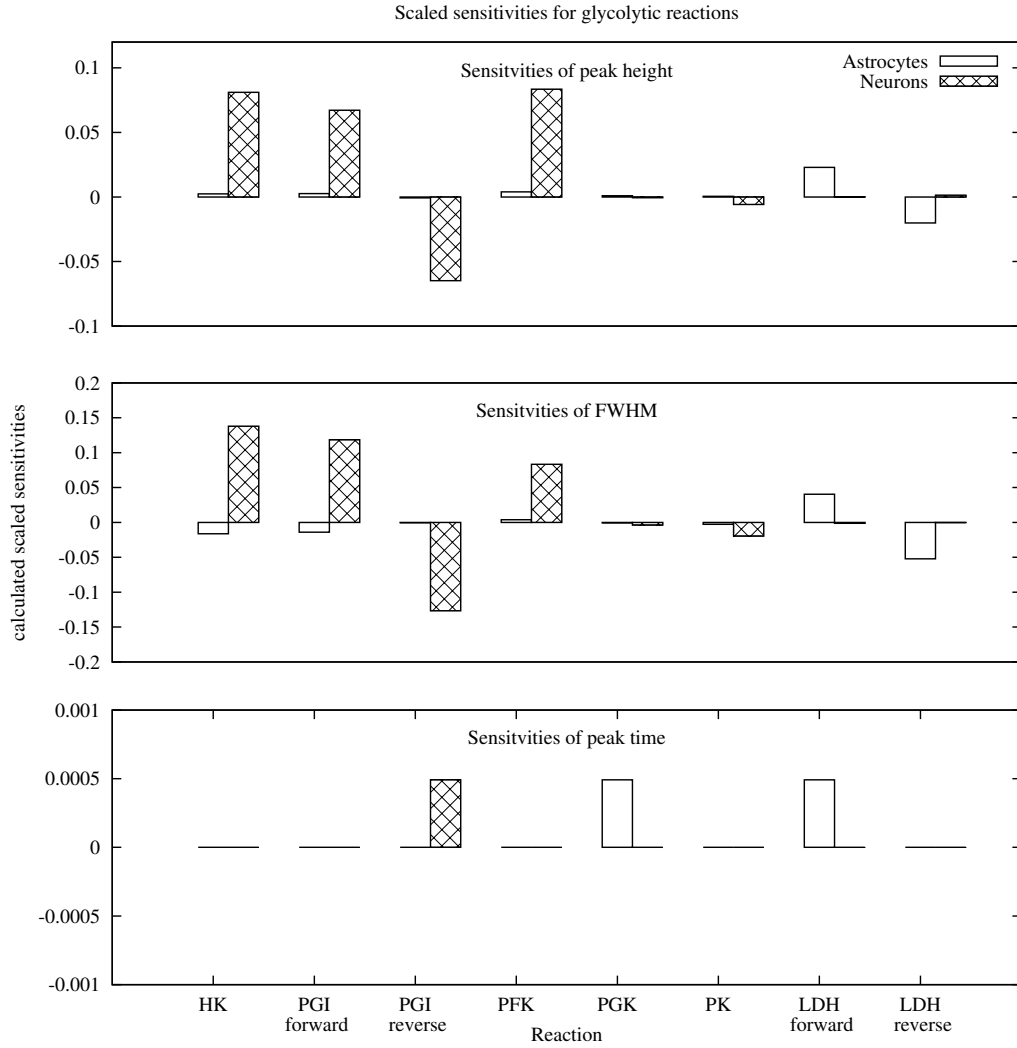 Scaled sensitivities for glycolytic reactions
Sensitvities of peak height
Astrocytes
Neurons
0.1
0.05
0
-0.05
-0.1
Sensitvities of FWHM
0.2
0.15
0.1
0.05
0
-0.05
-0.1
-0.15
-0.2
calculated scaled sensitivities
Sensitvities of peak time
0.001
0.0005
0
-0.0005
-0.001
HK PGI PGI PFK PGK PK LDH LDH
forward reverse forward reverse
Reaction